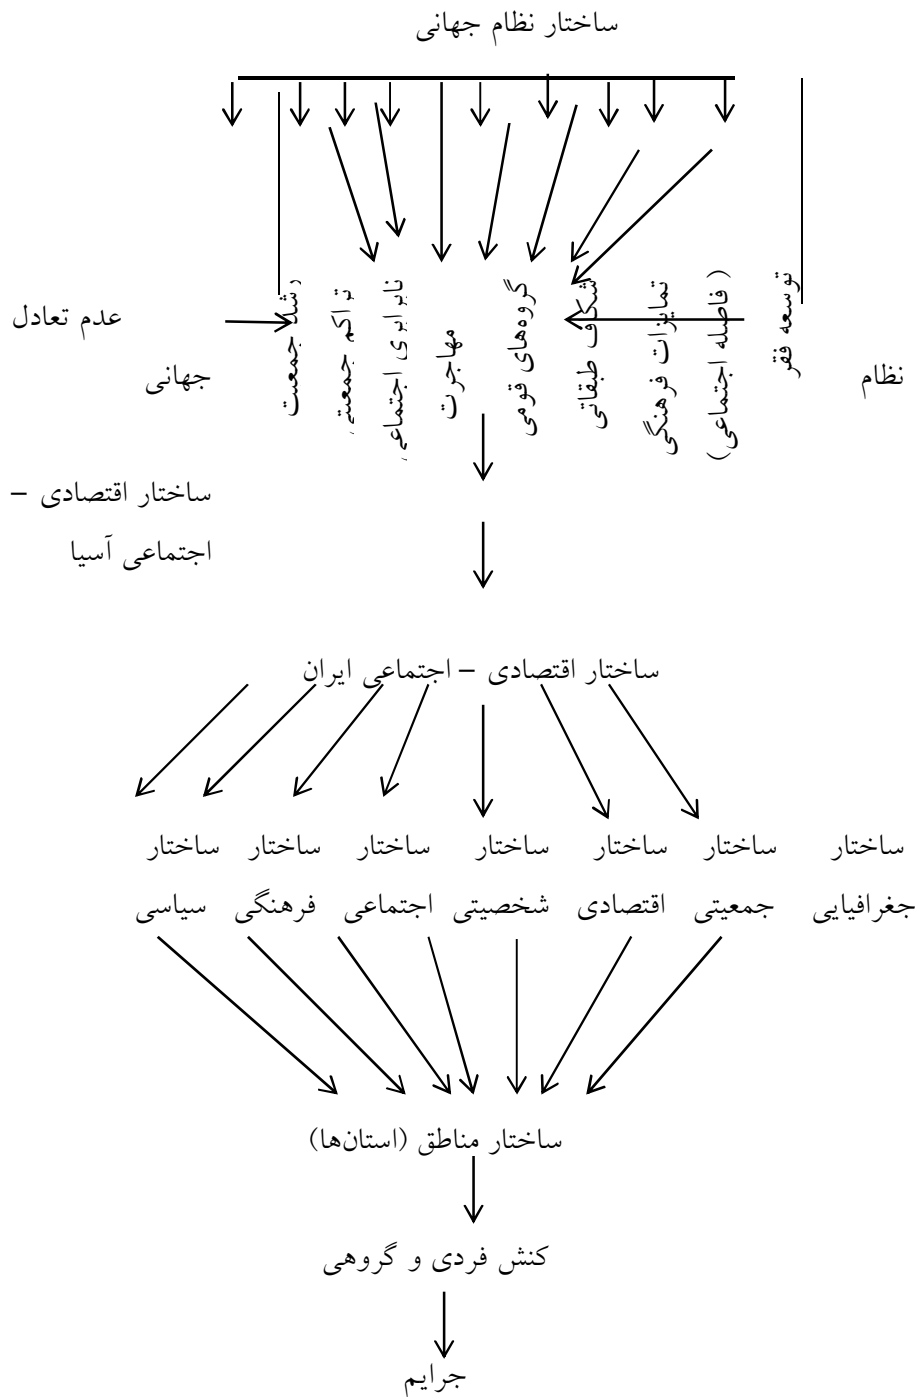 ساختار نظام جهانی
توسعه فقر
(فاصله اجتماعی)
تمایزات فرهنگی
شکاف طبقاتی
گروه‌های قومی
مهاجرت
نابرابری اجتماعی
تراکم جمعیتی
رشد جمعیت
عدم تعادل
نظام
جهانی
ساختار اقتصادی –
اجتماعی آسیا
ساختار اقتصادی – اجتماعی ایران
ساختار ساختار ساختار ساختار ساختار ساختار ساختار
جغرافیایی جمعیتی اقتصادی شخصیتی اجتماعی فرهنگی سیاسی
ساختار مناطق (استان‌ها)
کنش فردی و گروهی
جرایم